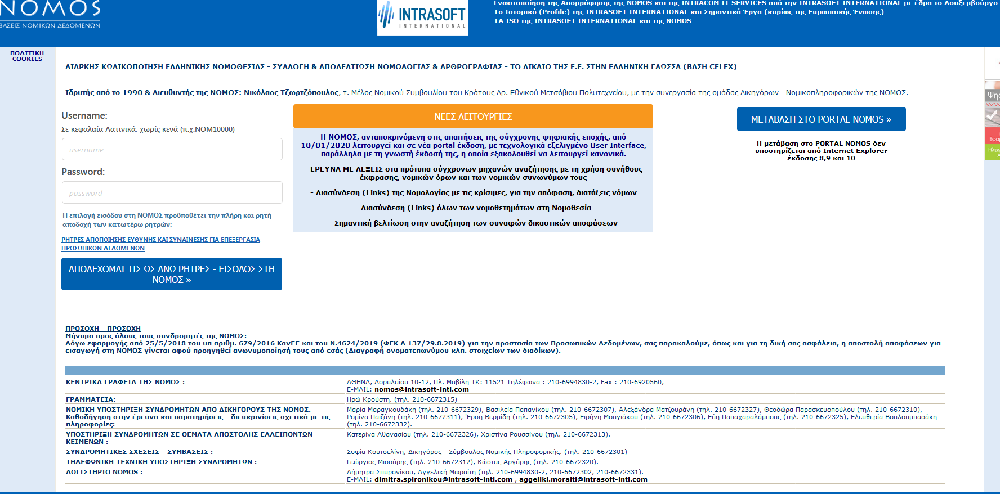 NOMOS
ΒΑΣΕΙΣ ΝΟΜΙΚΩΝ ΔΕΔΟΜΕΝΩΝ
INTRASOFT
INTERNATIONAL
Γνωστοποίηση της Απορρόφησης της NOMOS και της INTRACOM IT SERVICES από την INTRASOFT INTERNATIONAL με έδρα το Λουξεμβούργο
Το Ιστορικό (Profile) της INTRASOFT INTERNATIONAL και Σημαντικά Έργα (κυρίως της Ευρωπαικής Ένωσης)
ΤΑ ISO της INTRASOFT INTERNATIONAL και της NOMOS
ΠΟΛΙΤΙΚΗ
COOKIES
ΔΙΑΡΚΗΣ ΚΩΔΙΚΟΠΟΙΗΣΗ ΕΛΛΗΝΙΚΗΣ ΝΟΜΟΘΕΣΙΑΣ - ΣΥΛΛΟΓΗ & ΑΠΟΔΕΛΤΙΩΣΗ ΝΟΜΟΛΟΓΙΑΣ & ΑΡΘΡΟΓΡΑΦΙΑΣ - ΤΟ ΔΙΚΑΙΟ ΤΗΣ Ε.Ε. ΣΤΗΝ ΕΛΛΗΝΙΚΗ ΓΛΩΣΣΑ (ΒΑΣΗ CELEX)
Ιδρυτής από το 1990 & Διευθυντής της ΝΟΜΟΣ: Νικόλαος Τζωρτζόπουλος, τ. Μέλος Νομικού Συμβουλίου του Κράτους Δρ. Εθνικού Μετσόβιου Πολυτεχνείου, με την συνεργασία της ομάδας Δικηγόρων - Νομικοπληροφορικών της ΝΟΜΟΣ.
Username:
Σε κεφαλαία Λατινικά, χωρίς κενά (π.χ.NOM10000)
username
Password:
password
Η επιλογή εισόδου στη ΝΟΜΟΣ προϋποθέτει την πλήρη και ρητή
αποδοχή των κατωτέρω ρητρών:
ΡΗΤΡΕΣ ΑΠΟΠΟΙΗΣΗΣ ΕΥΘΥΝΗΣ ΚΑΙ ΣΥΝΑΙΝΕΣΗΣ ΓΙΑ ΕΠΕΞΕΡΓΑΣΙΑ
ΠΡΟΣΩΠΙΚΩΝ ΔΕΔΟΜΕΝΩΝ
ΑΠΟΔΕΧΟΜΑΙ ΤΙΣ ΩΣ ΑΝΩ ΡΗΤΡΕΣ - ΕΙΣΟΔΟΣ ΣΤΗ
ΝΟΜΟΣ »
ΝΕΕΣ ΛΕΙΤΟΥΡΓΙΕΣ
Η ΝΟΜΟΣ, ανταποκρινόμενη στις απαιτήσεις της σύγχρονης ψηφιακής εποχής, από
10/01/2020 λειτουργεί και σε νέα portal έκδοση, με τεχνολογικά εξελιγμένο User Interface,
παράλληλα με τη γνωστή έκδοσή της, η οποία εξακολουθεί να λειτουργεί κανονικά.
- ΕΡΕΥΝΑ ΜΕ ΛΕΞΕΙΣ στα πρότυπα σύγχρονων μηχανών αναζήτησης με τη χρήση συνήθους
έκφρασης, νομικών όρων και των νομικών συνωνύμων τους
- Διασύνδεση (Links) της Νομολογίας με τις κρίσιμες, για την απόφαση, διατάξεις νόμων
- Διασύνδεση (Links) όλων των νομοθετημάτων στη Νομοθεσία
- Σημαντική βελτίωση στην αναζήτηση των συναφών δικαστικών αποφάσεων
ΜΕΤΑΒΑΣΗ ΣΤΟ PORTAL NOMOS »
Η μετάβαση στο PORTAL NOMOS δεν
υποστηρίζεται από Internet Explorer
έκδοσης 8,9 και 10
ΠΡΟΣΟΧΗ - ΠΡΟΣΟΧΗ
Μήνυμα προς όλους τους συνδρομητές της ΝΟΜΟΣ:
Λόγω εφαρμογής από 25/5/2018 του υπ αριθμ. 679/2016 ΚανΕΕ και του Ν.4624/2019 (ΦΕΚ Α 137/29.8.2019) για την προστασία των Προσωπικών Δεδομένων, σας παρακαλούμε, όπως και για τη δική σας ασφάλεια, η αποστολή αποφάσεων για
εισαγωγή στη ΝΟΜΟΣ γίνεται αφού προηγηθεί ανωνυμοποίησή τους από εσάς (Διαγραφή ονοματεπωνύμου κλπ. στοιχείων των διαδίκων).
ΚΕΝΤΡΙΚΑ ΓΡΑΦΕΙΑ ΤΗΣ ΝΟΜΟΣ :
ΑΘΗΝΑ, Δορυλαίου 10-12, Πλ. Μαβίλη ΤΚ: 11521 Τηλέφωνα : 210-6994830-2, Fax : 210-6920560,
E-MAIL: nomos@intrasoft-intl.com
ΓΡΑΜΜΑΤΕΙΑ:
Ηρώ Κρούστη. (τηλ. 210-6672315)
ΝΟΜΙΚΗ ΥΠΟΣΤΗΡΙΞΗ ΣΥΝΔΡΟΜΗΤΩΝ ΑΠΟ ΔΙΚΗΓΟΡΟΥΣ ΤΗΣ ΝΟΜΟΣ.
Καθοδήγηση στην έρευνα και παρατηρήσεις - διευκρινίσεις σχετικά με τις
πληροφορίες:
Μαρία Μαραγκουδάκη (τηλ. 210-6672329), Βασιλεία Παπανίκου (τηλ. 210-6672307), Αλεξάνδρα Ματζουράνη (τηλ. 210-6672327), Θεοδώρα Παρασκευοπούλου (τηλ. 210-6672310),
Ρομίνα Παϊζάνη (τηλ. 210-6672311), 'Ερση Βερμίδη (τηλ. 210-6672305), Ειρήνη Μουγιάκου (τηλ. 210-6672306), Εύη Παπαχαραλάμπους (τηλ. 210-6672325), Ελευθερία Βουλουμπασάκη
(τηλ. 210-6672332).
ΥΠΟΣΤΗΡΙΞΗ ΣΥΝΔΡΟΜΗΤΩΝ ΣΕ ΘΕΜΑΤΑ ΑΠΟΣΤΟΛΗΣ ΕΛΛΕΙΠΟΝΤΩΝ
ΚΕΙΜΕΝΩΝ :
Κατερίνα Αθανασίου (τηλ. 210-6672326), Χριστίνα Ρουσσίνου (τηλ. 210-6672313).
ΣΥΝΔΡΟΜΗΤΙΚΕΣ ΣΧΕΣΕΙΣ - ΣΥΜΒΑΣΕΙΣ :
Σοφία Κουτσελίνη, Δικηγόρος - Σύμβουλος Νομικής Πληροφορικής. (τηλ. 210-6672301)
ΤΗΛΕΦΩΝΙΚΗ ΤΕΧΝΙΚΗ ΥΠΟΣΤΗΡΙΞΗ ΣΥΝΔΡΟΜΗΤΩΝ :
Γεώργιος Μισσύρης (τηλ. 210-6672312), Κώστας Αργύρης (τηλ. 210-6672320).
ΛΟΓΙΣΤΗΡΙΟ ΝΟΜΟΣ :
Δήμητρα Σπυρονίκου, Αγγελική Μωραίτη (τηλ. 210-6994830-2, 210-6672302, 210-6672331).
E-MAIL: dimitra.spironikou@intrasoft-intl.com , aggeliki.moraiti@intrasoft-intl.com